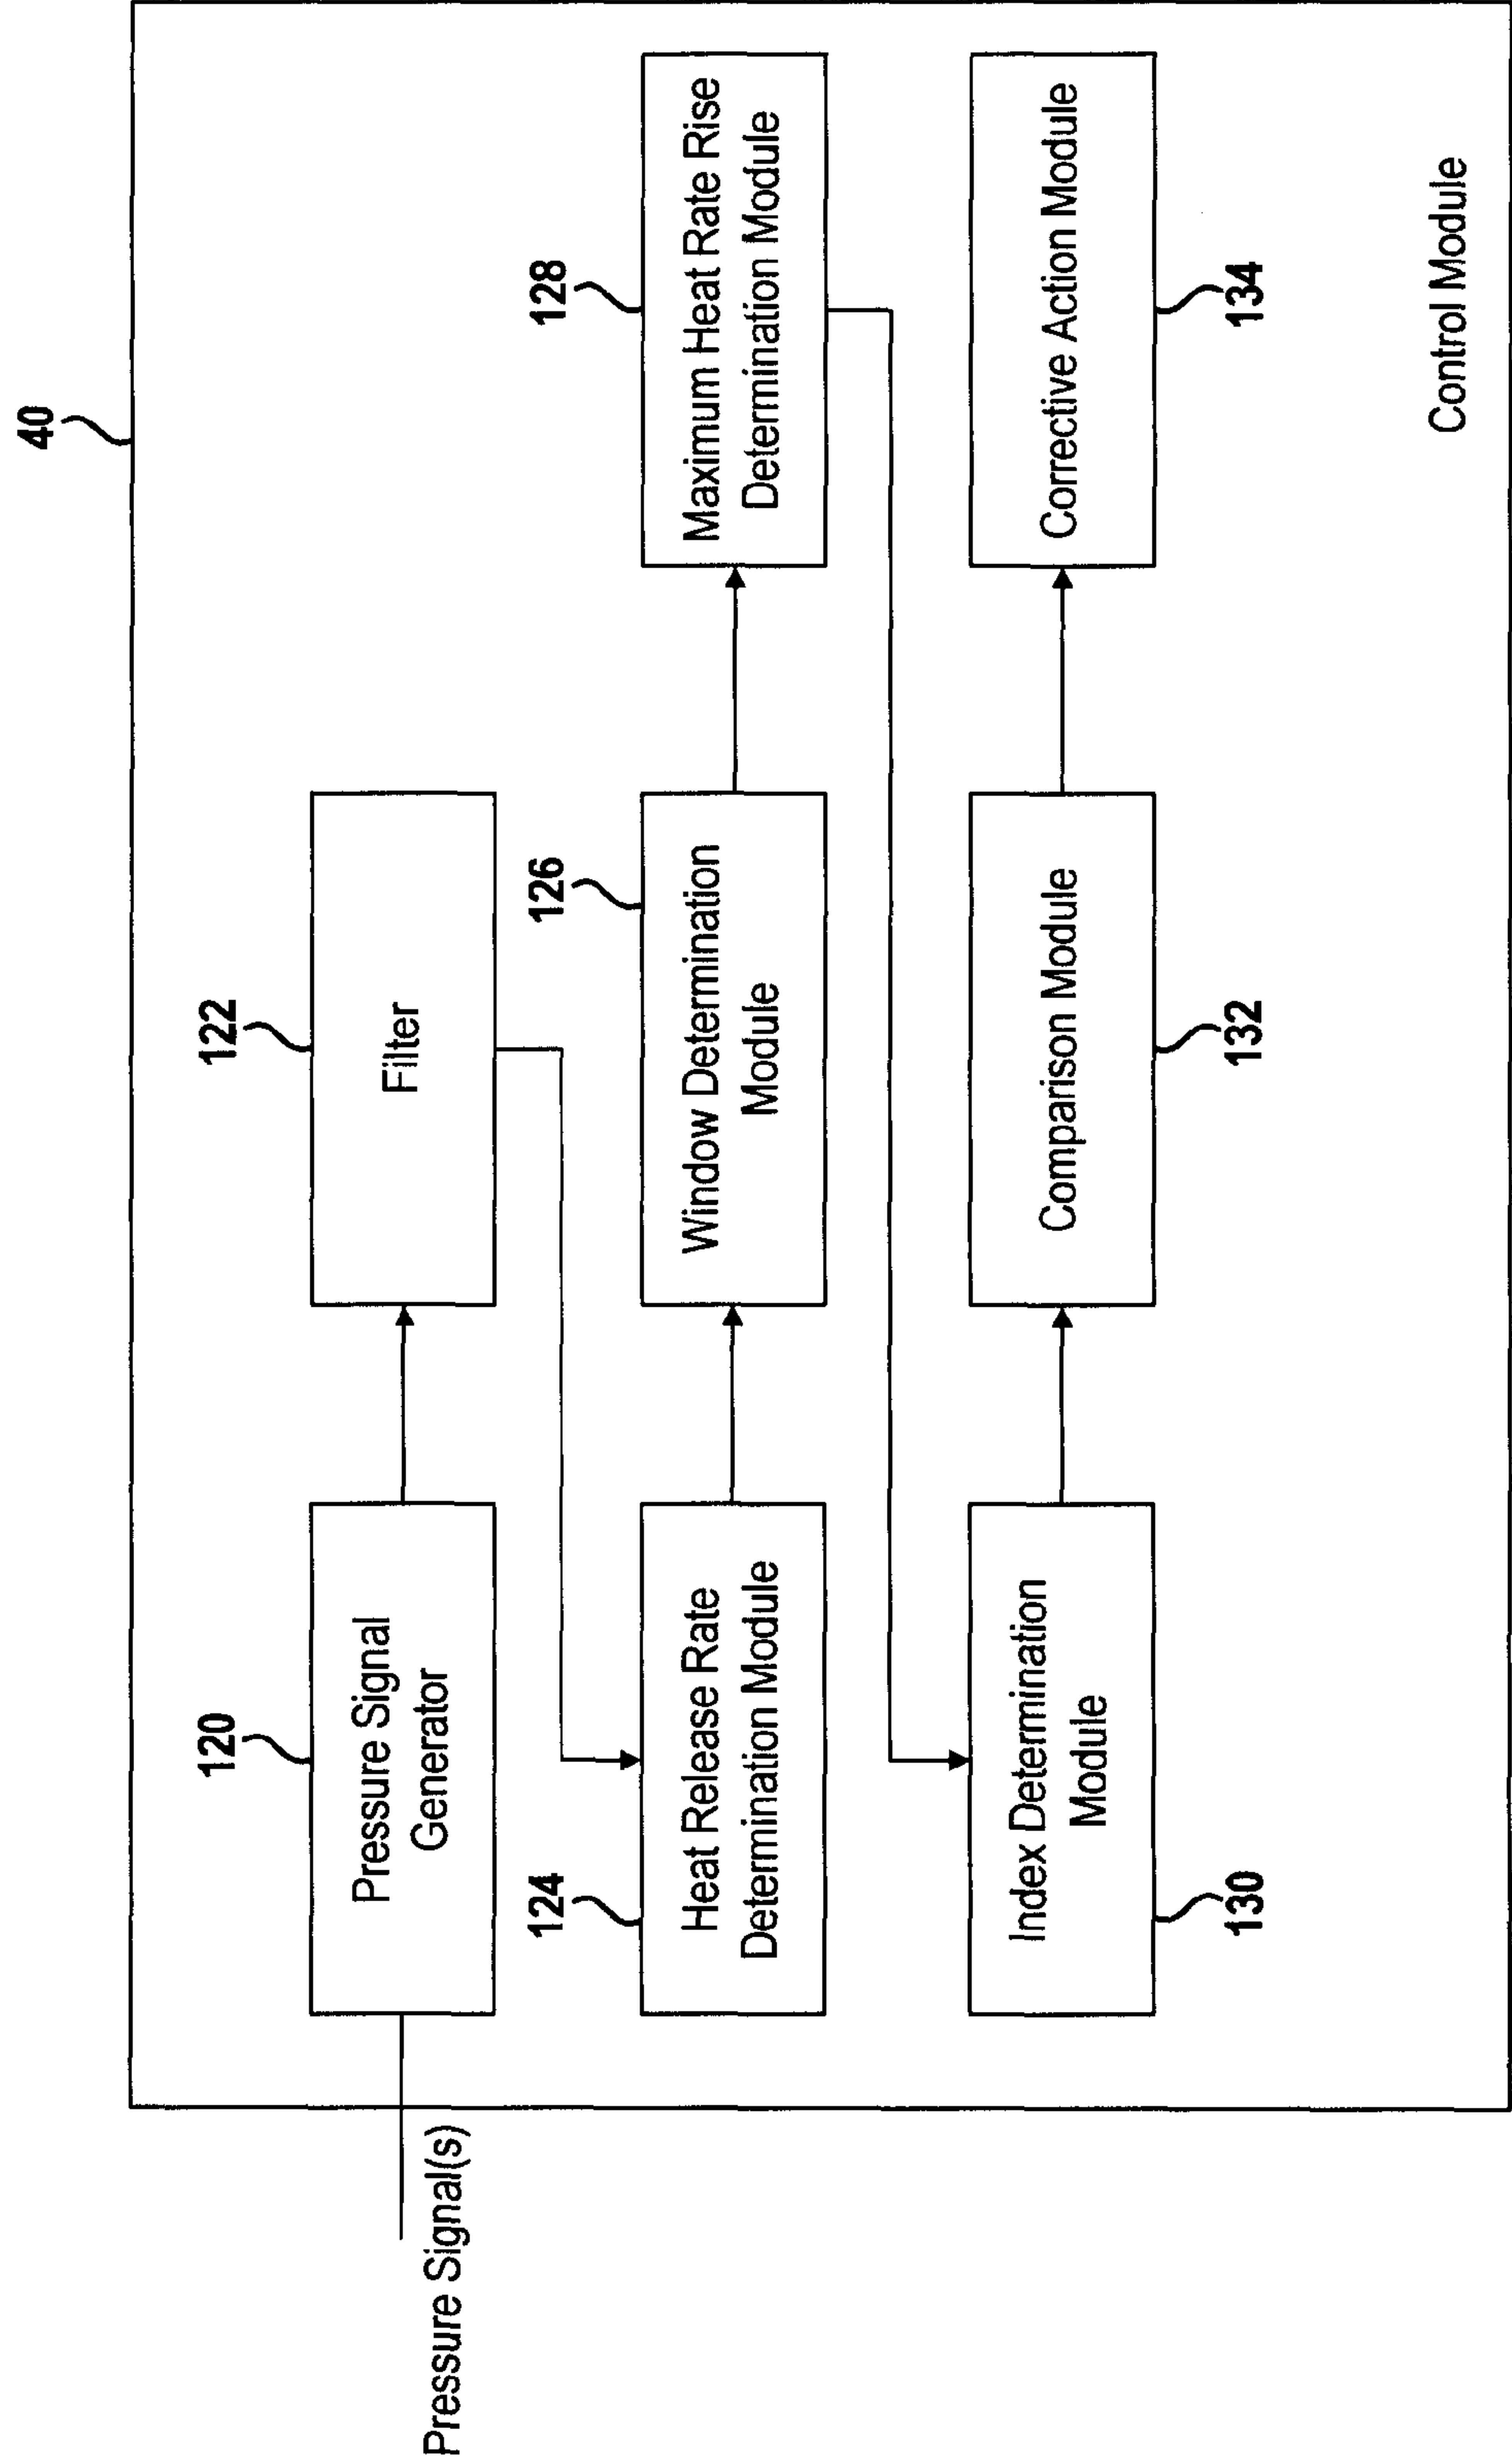 40
Pressure Signal(s)
120
Pressure Signal
Generator
122
Filter
124
Heat Release Rate
Determination Module
126
Window Determination
Module
128
Maximum Heat Rate Rise
Determination Module
Index Determination
Module
130
Comparison Module
132
Corrective Action Module
134
Control Module